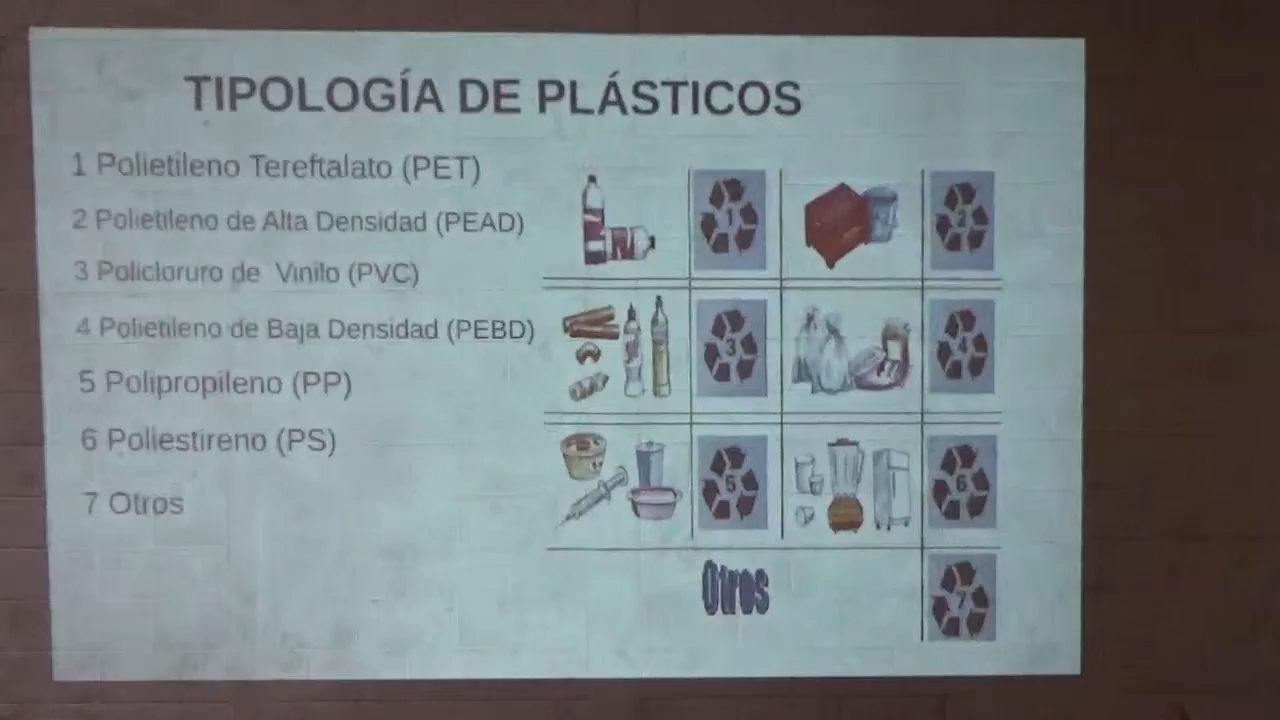 TIPOLOGÍA DE PLÁSTICOS
1 Polietileno Tereftalato (PET)
2 Polietileno de Alta Densidad (PEAD)
3 Policloruro de Vinilo (PVC)
4 Polietileno de Baja Densidad (PEBD)
5 Polipropileno (PP)
6 Poliestireno (PS)
7 Otros
1
2
3
4
5
6
Otros
7